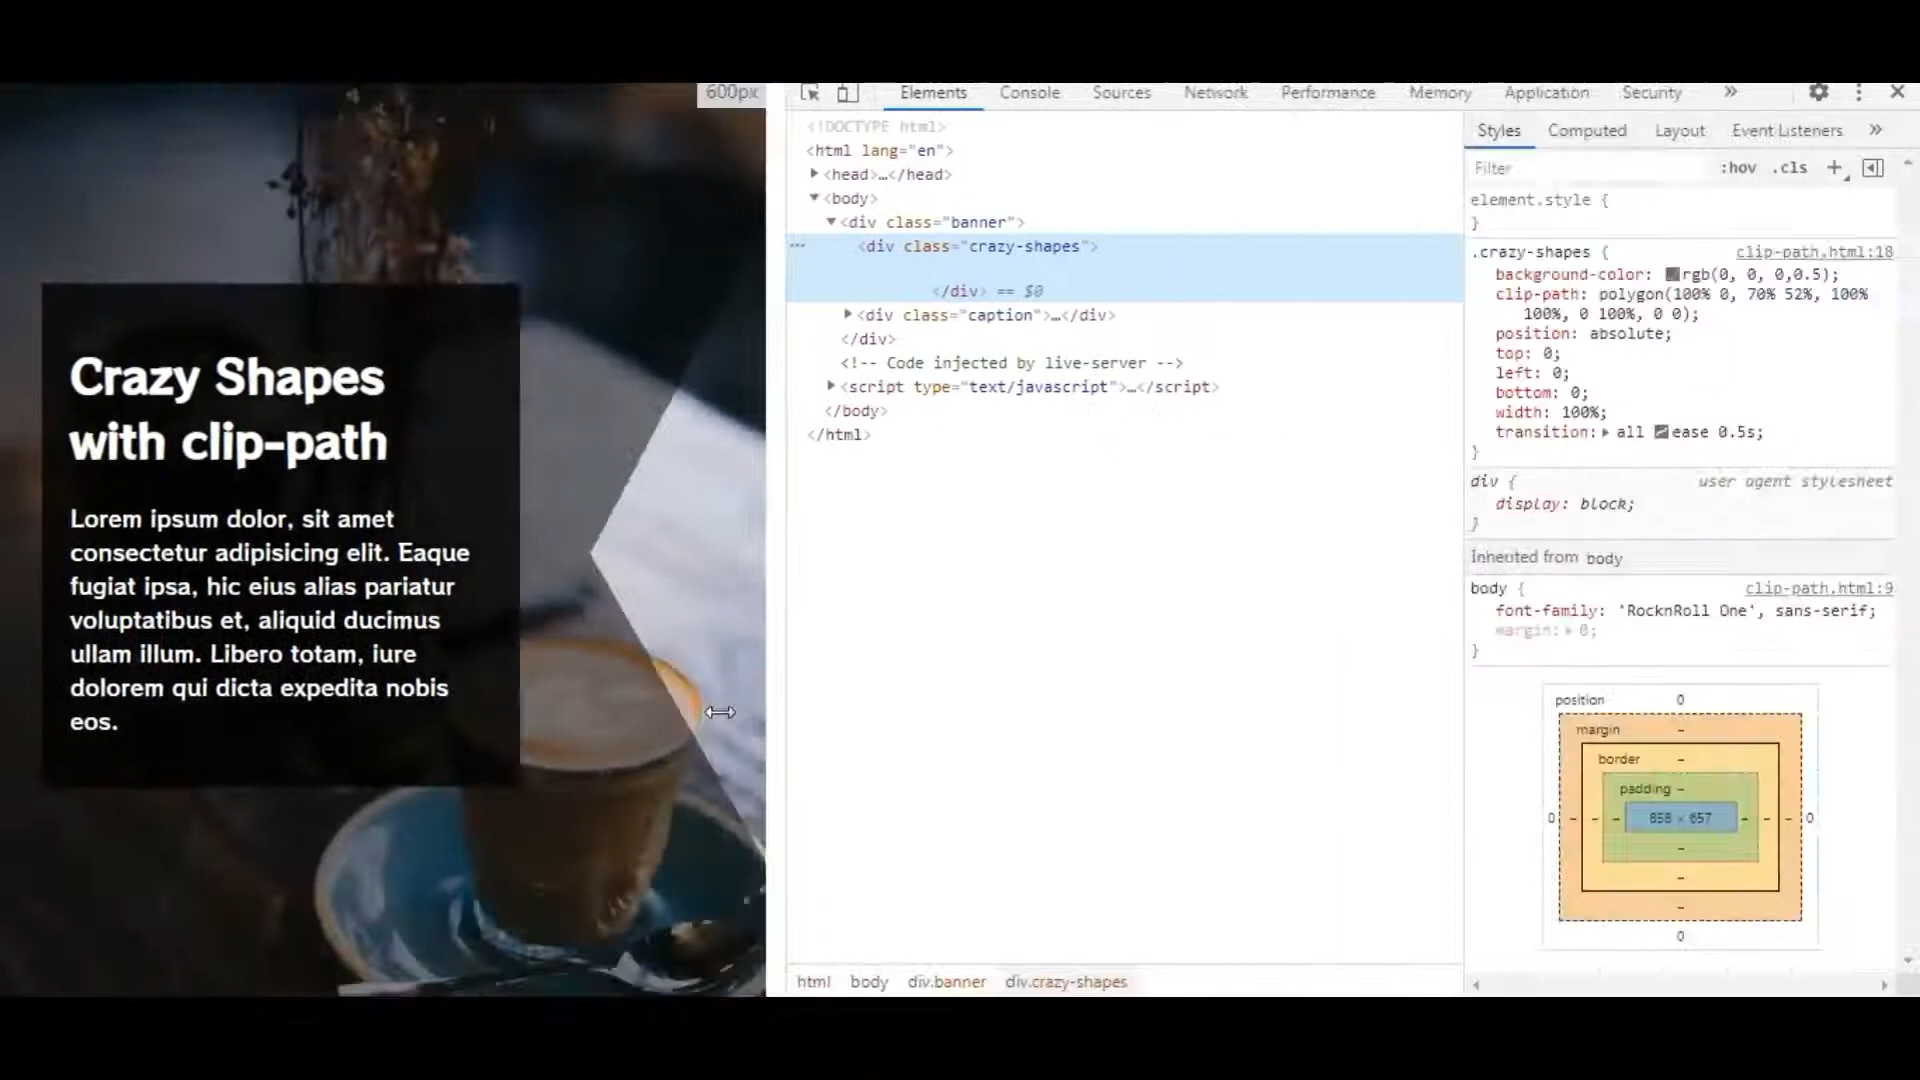 600px
Elements Console Sources Network Performance Memory Application Security »
Crazy Shapes
with clip-path
Lorem ipsum dolor, sit amet
consectetur adipisicing elit. Eaque
fugiat ipsa, hic eius alias pariatur
voluptatibus et, aliquid ducimus
ullam illum. Libero totam, iure
dolorem qui dicta expedita nobis
eos.
<!DOCTYPE html>
<html lang="en">
<head>…</head>
<body>
<div class="banner">
<div class="crazy-shapes">
</div> == $0
<div class="caption">…</div>
</div>
<!-- Code injected by live-server -->
<script type="text/javascript">…</script>
</body>
</html>
html body div.banner div.crazy-shapes
Styles Computed Layout Event Listeners »
Filter :hov .cls +
element.style {
}
.crazy-shapes { clip-path.html:18
background-color: rgb(0, 0, 0,0.5);
clip-path: polygon(100% 0, 70% 52%, 100%
100%, 0 100%, 0 0);
position: absolute;
top: 0;
left: 0;
bottom: 0;
width: 100%;
transition: all ease 0.5s;
}
div { user agent stylesheet
display: block;
}
Inherited from body
body { clip-path.html:9
font-family: 'RocknRoll One', sans-serif;
margin: 0;
}
position 0
margin -
border -
padding -
0 - - - 858 × 657 - - - 0
-
-
-
0